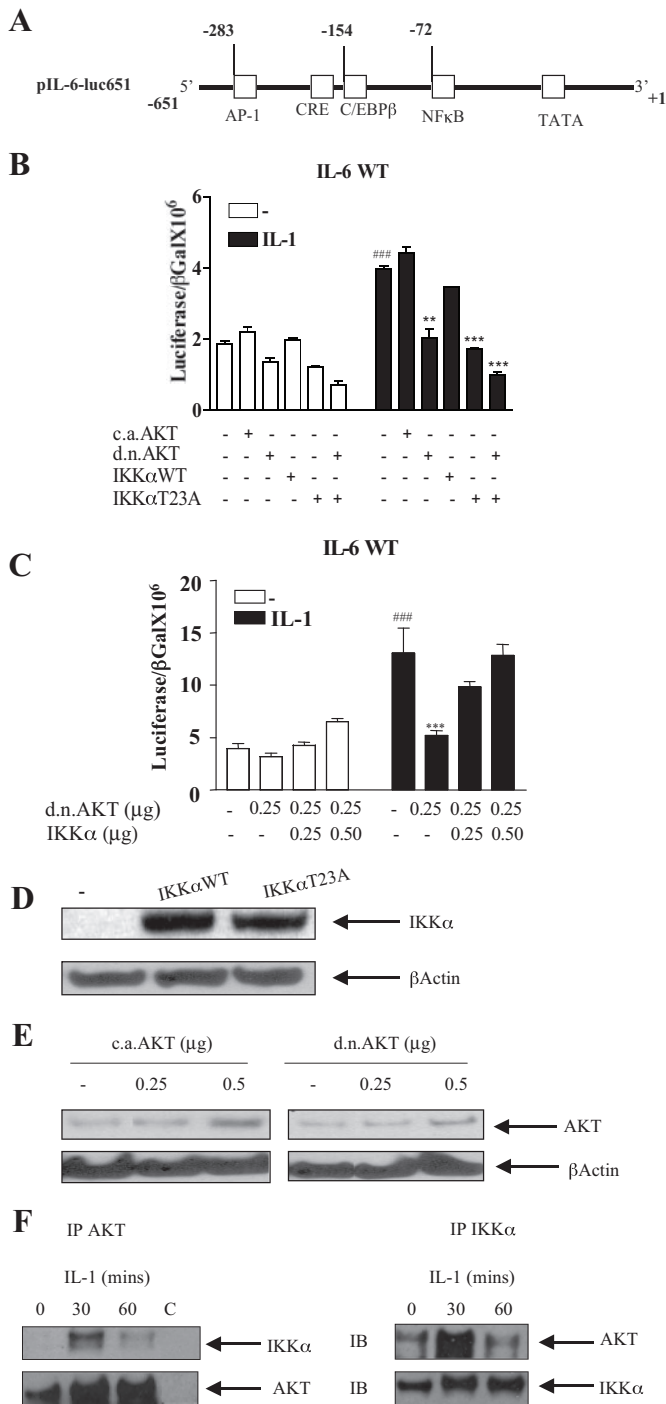 A
-283 -154 -72
pIL-6-luc651 5’ 3’
-651 +1
AP-1 CRE C/EBPβ NFκB TATA
B
IL-6 WT
Luciferase/βGalX10⁶
6
4
2
0
-
IL-1
###
**
***
***
c.a.AKT - + - - - - - + - - - -
d.n.AKT - - + - - + - - + - - +
IKKαWT - - - + - - - - - + - -
IKKαT23A - - - - + + - - - - + +
C
IL-6 WT
Luciferase/βGalX10⁶
20
15
10
5
0
-
IL-1
###
***
d.n.AKT (µg) - 0.25 0.25 0.25 - 0.25 0.25 0.25
IKKα (µg) - - 0.25 0.50 - - 0.25 0.50
D
- IKKαWT IKKαT23A
IKKα
βActin
E
c.a.AKT (µg) d.n.AKT (µg)
- 0.25 0.5 - 0.25 0.5
AKT
βActin
F
IP AKT IP IKKα
IL-1 (mins) IL-1 (mins)
0 30 60 C 0 30 60
IKKα IB AKT
AKT IB IKKα